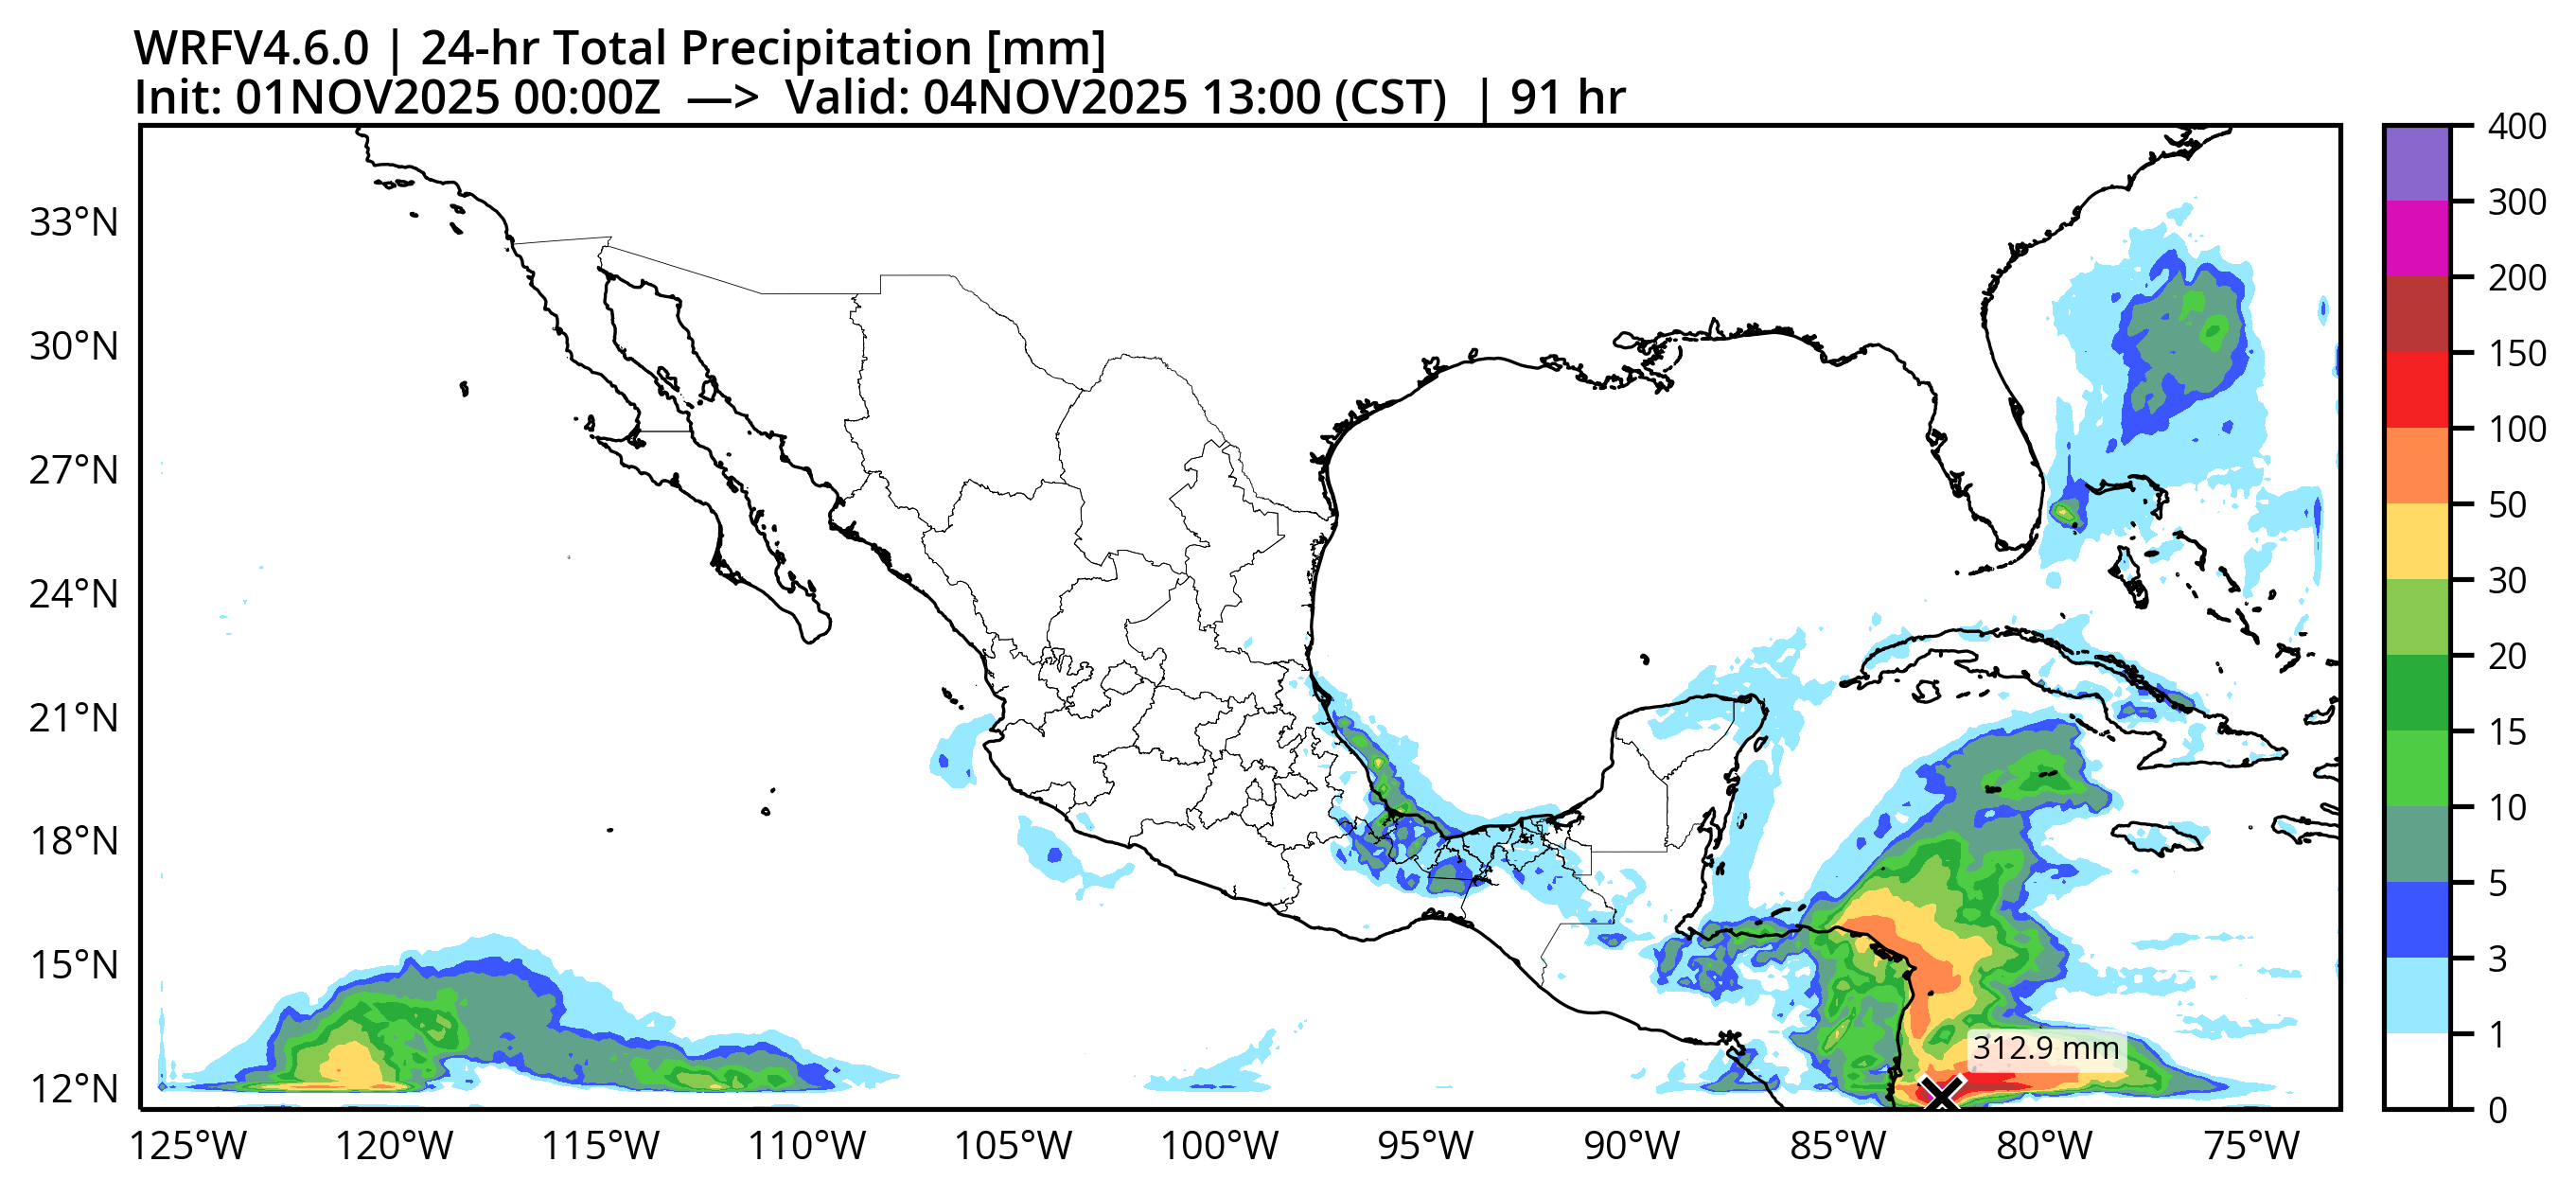 WRFV4.6.0 | 24-hr Total Precipitation [mm]
Init: 01NOV2025 00:00Z —> Valid: 04NOV2025 13:00 (CST) | 91 hr
33°N
30°N
27°N
24°N
21°N
18°N
15°N
12°N
125°W 120°W 115°W 110°W 105°W 100°W 95°W 90°W 85°W 80°W 75°W
312.9 mm
400
300
200
150
100
50
30
20
15
10
5
3
1
0